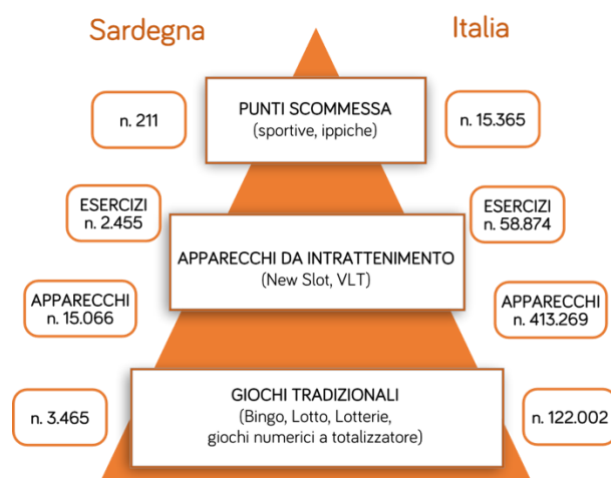 Sardegna
Italia
PUNTI SCOMMESSA
(sportive, ippiche)
n. 211
n. 15.365
ESERCIZI
n. 2.455
ESERCIZI
n. 58.874
APPARECCHI DA INTRATTENIMENTO
(New Slot, VLT)
APPARECCHI
n. 15.066
APPARECCHI
n. 413.269
GIOCHI TRADIZIONALI
(Bingo, Lotto, Lotterie,
giochi numerici a totalizzatore)
n. 3.465
n. 122.002